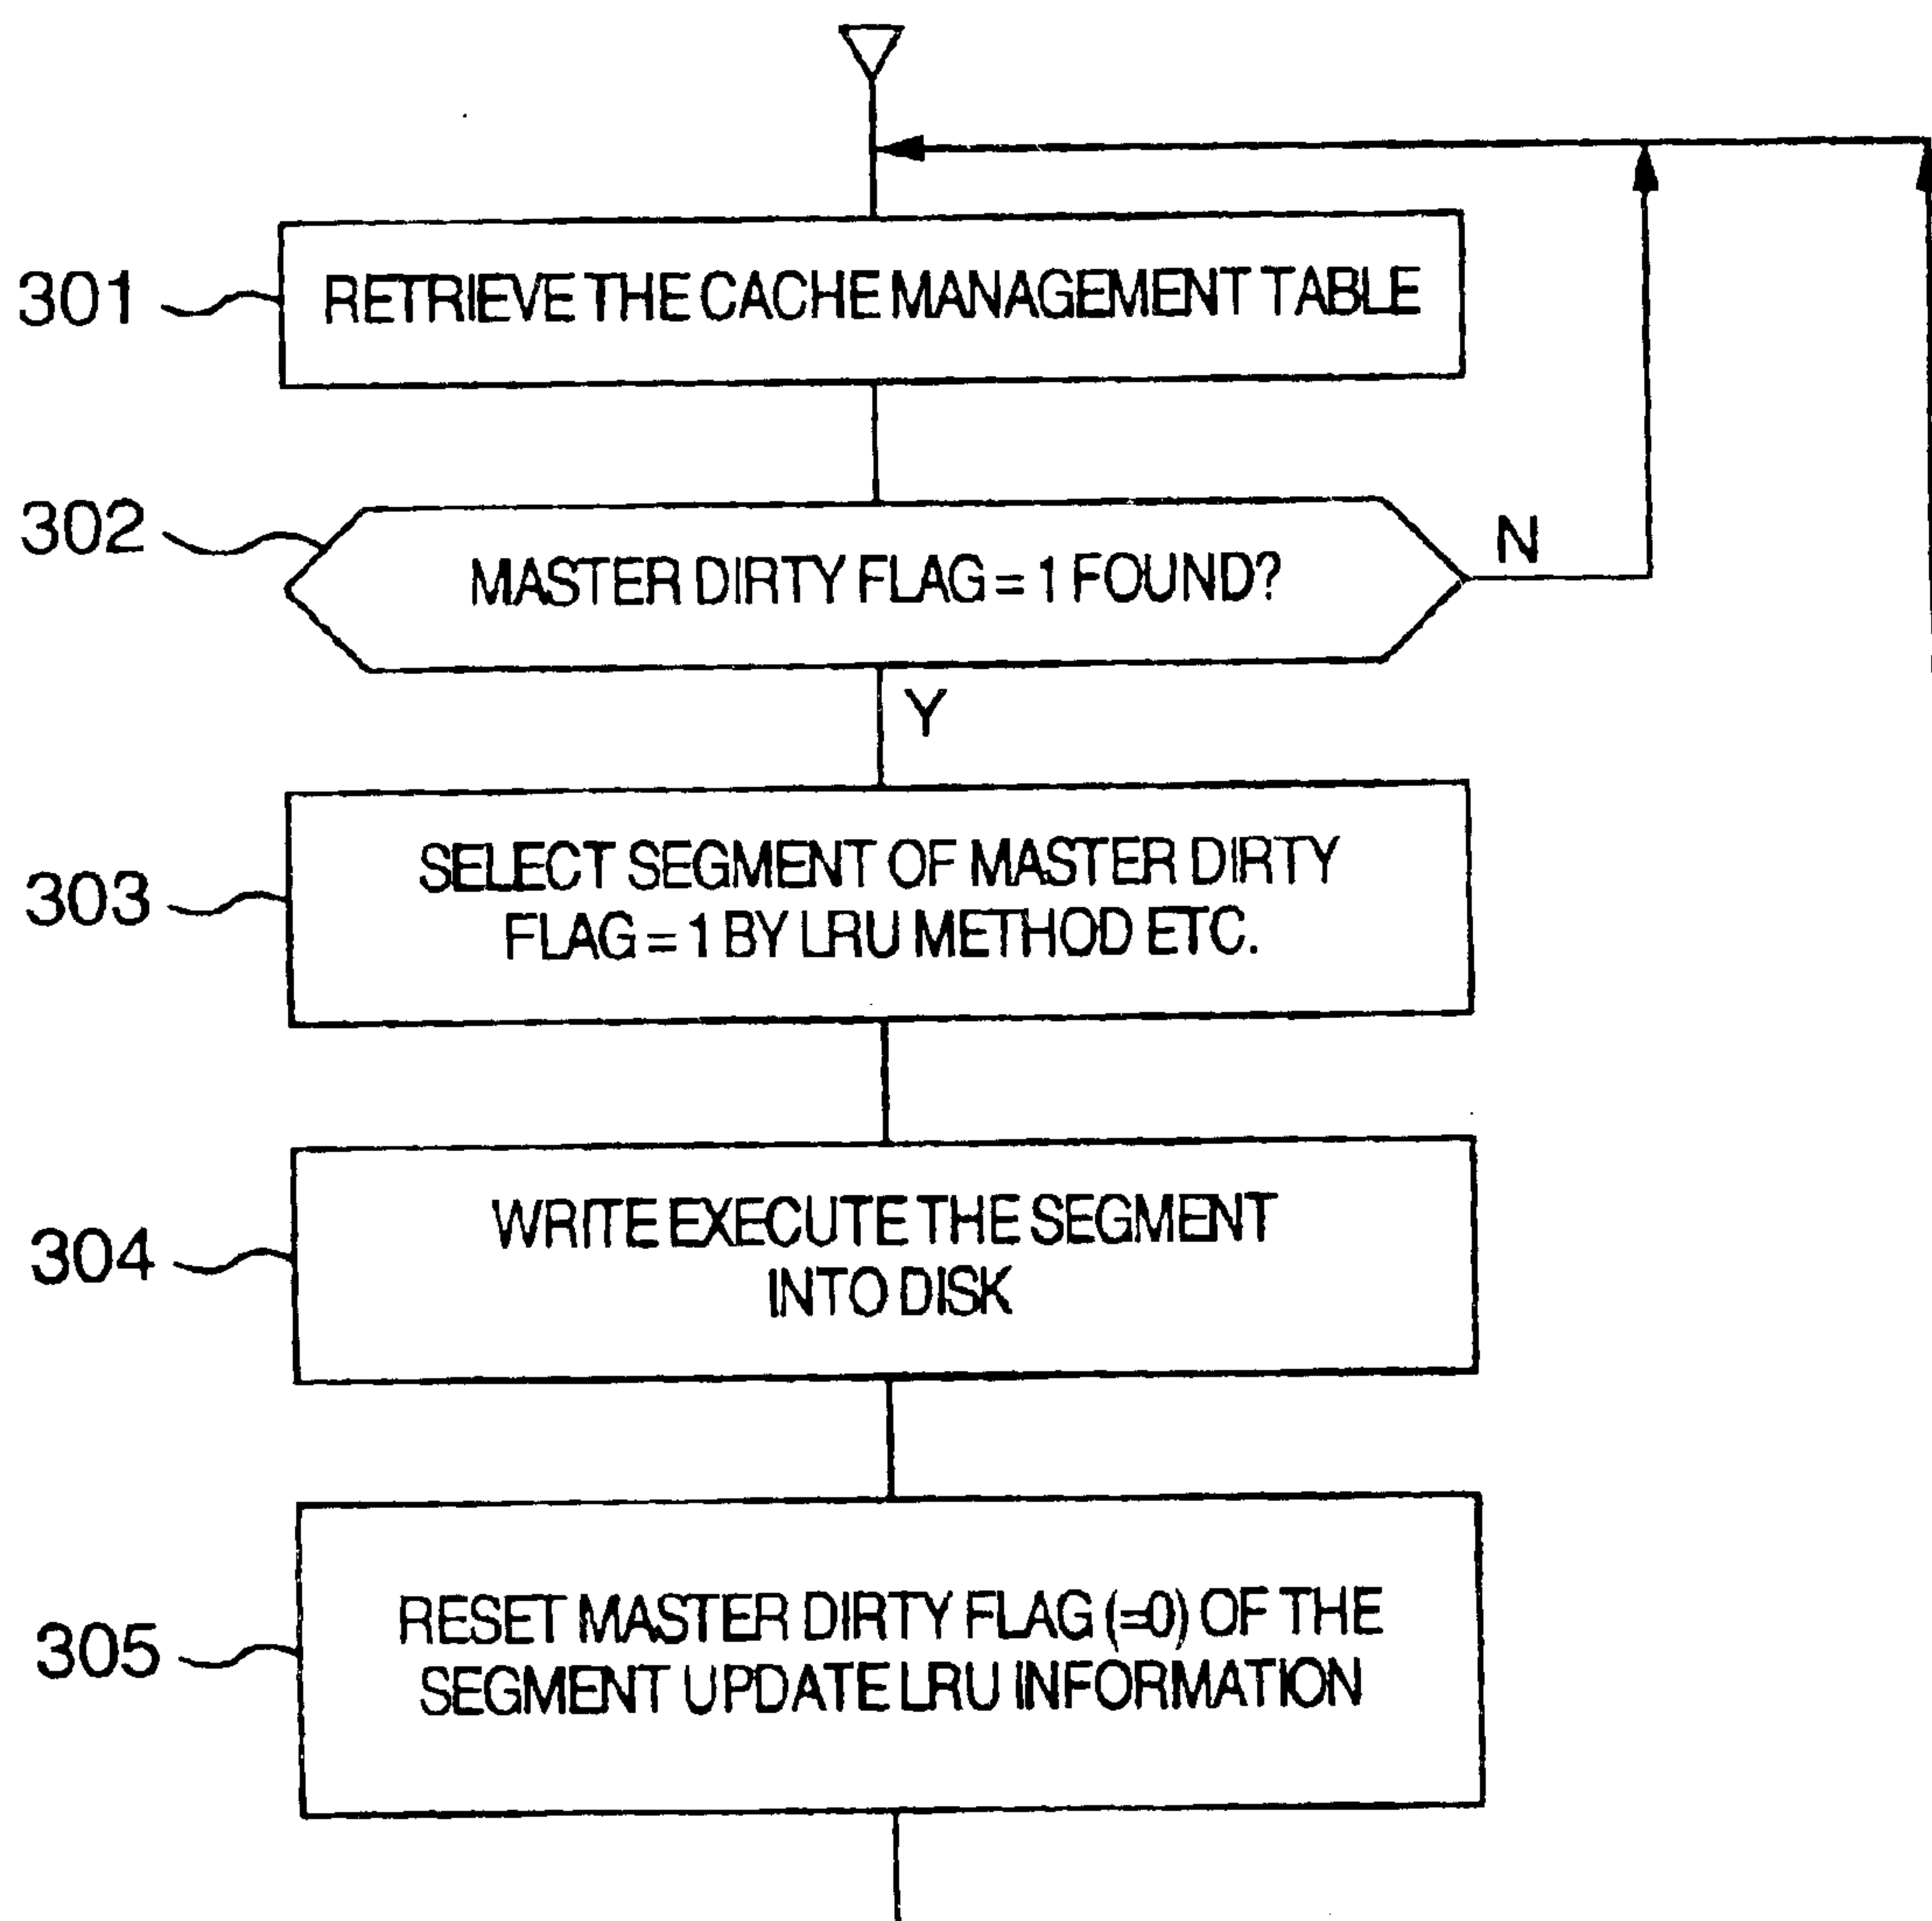 301
RETRIEVE THE CACHE MANAGEMENT TABLE
302
MASTER DIRTY FLAG = 1 FOUND?
N
Y
303
SELECT SEGMENT OF MASTER DIRTY
FLAG = 1 BY LRU METHOD ETC.
304
WRITE EXECUTE THE SEGMENT
INTO DISK
305
RESET MASTER DIRTY FLAG (=0) OF THE
SEGMENT UPDATE LRU INFORMATION